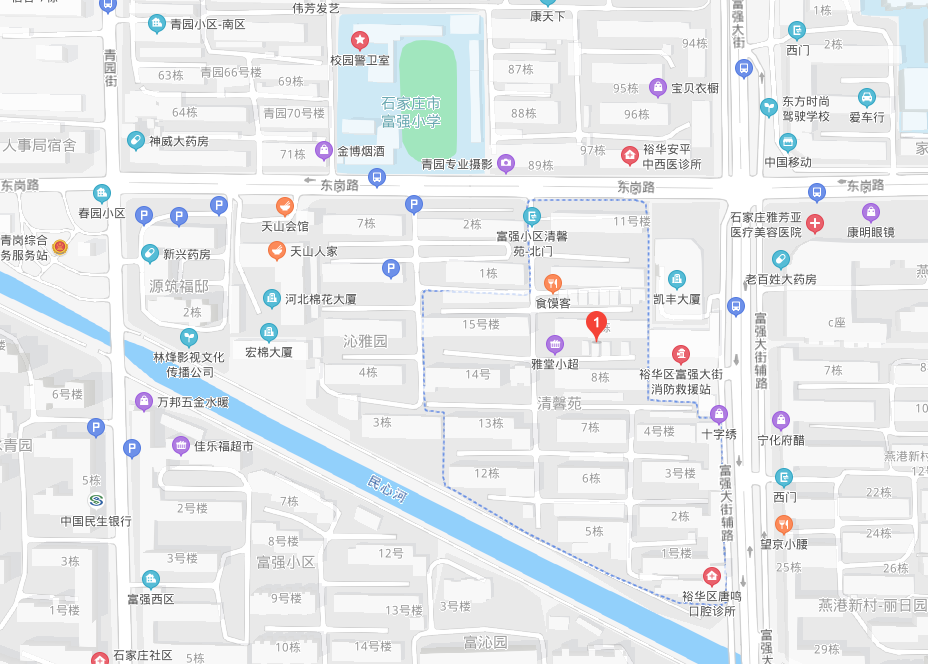 伟芳发艺
康天下
1栋
青园小区-南区
校园警卫室
94栋
西门
2栋
富强大街
青园街
63栋
青园66号楼
69栋
87栋
95栋
宝贝衣橱
石家庄市
富强小学
东方时尚
驾驶学校
爱车行
64栋
青园70号楼
88栋
96栋
人事局宿舍
神威大药房
71栋
金博烟酒
青园专业摄影
89栋
97栋
裕华安平
中西医诊所
中国移动
东岗路
东岗路
东岗路
东岗路
春园小区
天山会馆
7栋
2栋
富强小区清馨
苑-北门
11号楼
石家庄雅芳亚
医疗美容医院
康明眼镜
青岗综合
务服务站
新兴药房
天山人家
1栋
老百姓大药房
源筑福邸
河北棉花大厦
食馍客
凯丰大厦
2栋
15号楼
1
c座
宏棉大厦
沁雅园
雅堂小超
富强大街辅路
林烽影视文化
传播公司
4栋
14号
8栋
裕华区富强大街
消防救援站
7栋
6号楼
万邦五金水暖
清馨苑
3栋
13栋
7栋
4号楼
十字绣
宁化府醋
佳乐福超市
5栋
民心河
12栋
6栋
3号楼
富强大街辅路
西门
22栋
中国民生银行
2号楼
7栋
2栋
5栋
24栋
望京小腰
8号楼
12号
1号楼
3栋
3号楼
富强小区
25栋
26栋
富强西区
9号楼
裕华区唐鸣
口腔诊所
燕港新村-丽日园
1号楼
13号楼
3号楼
石家庄社区
5栋
10栋
14号楼
富沁园
29栋